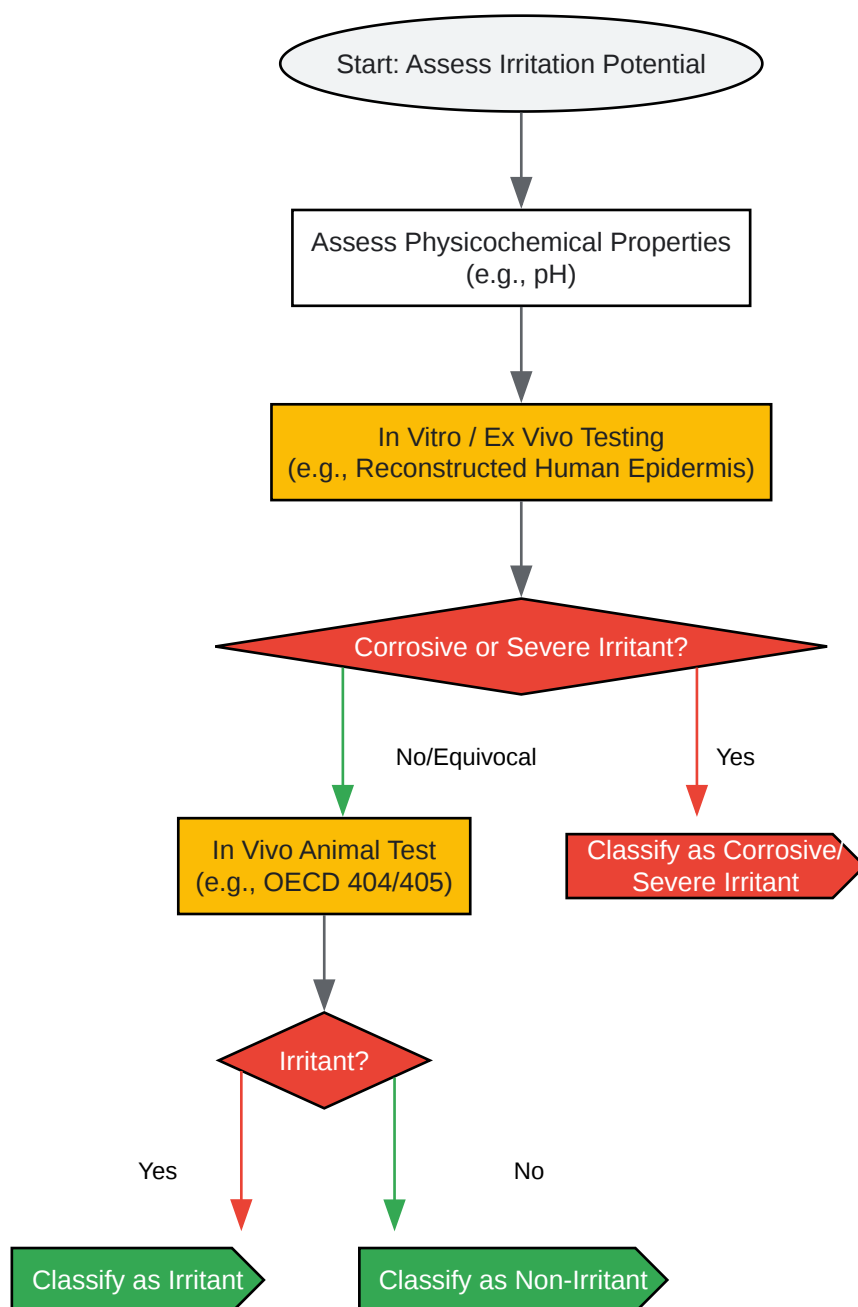 Start: Assess Irritation Potential
Assess Physicochemical Properties
(e.g., pH)
In Vitro / Ex Vivo Testing
(e.g., Reconstructed Human Epidermis)
Corrosive or Severe Irritant?
No/Equivocal
Yes
In Vivo Animal Test
(e.g., OECD 404/405)
Classify as Corrosive/
Severe Irritant
Irritant?
Yes
No
Classify as Irritant
Classify as Non-Irritant